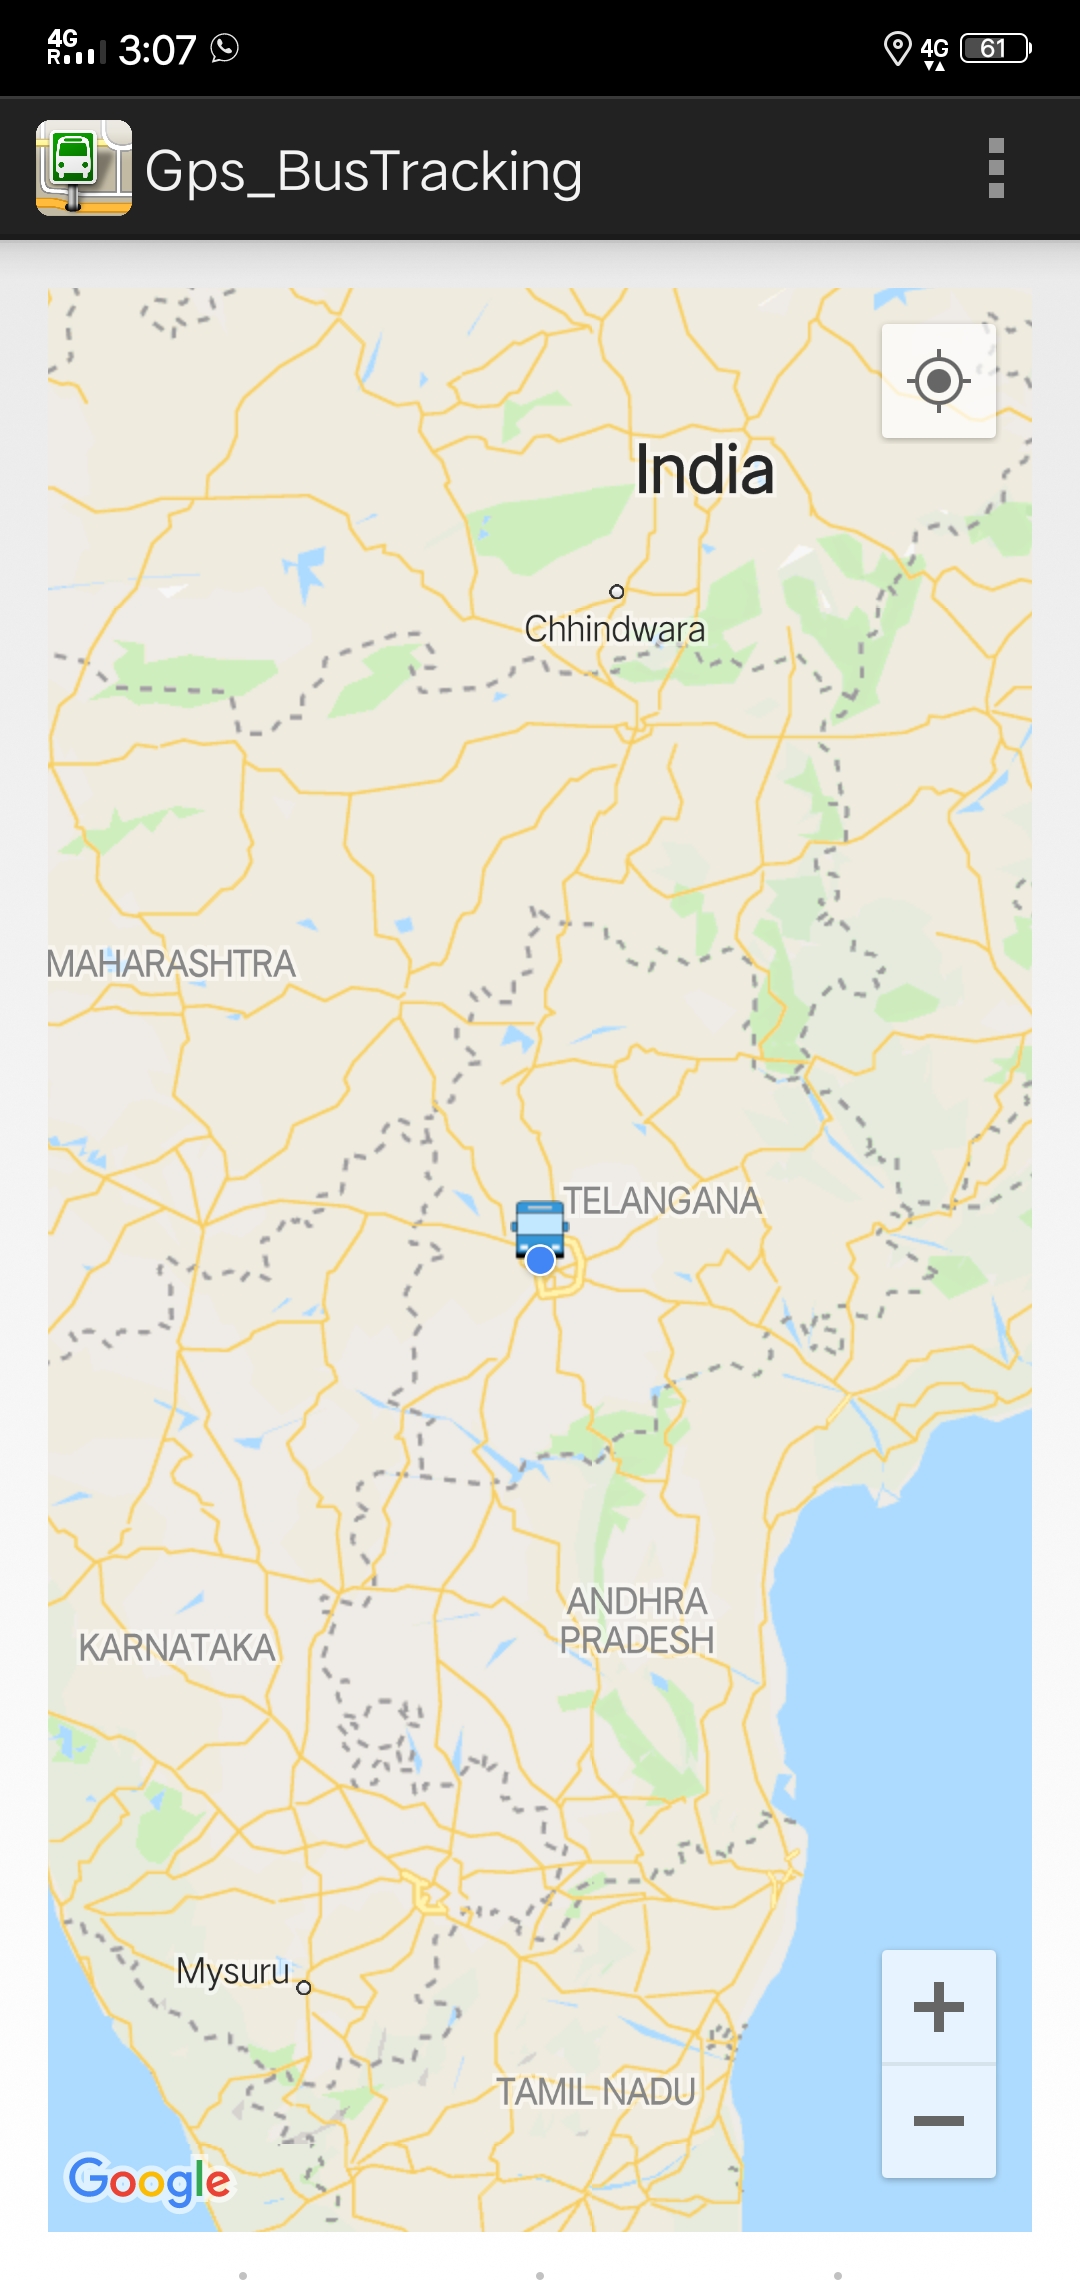 4G
R
3:07
4G
61
Gps_BusTracking
India
Chhindwara
MAHARASHTRA
TELANGANA
ANDHRA
PRADESH
KARNATAKA
Mysuru
TAMIL NADU
Google